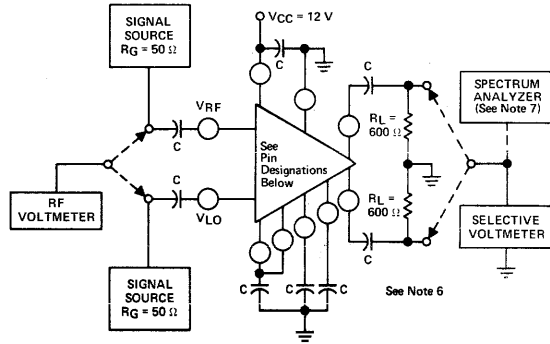 SIGNAL
SOURCE
RG = 50 Ω
VCC = 12 V
C
C
VRF
C
VLO
RF
VOLTMETER
See
Pin
Designations
Below
C
RL =
600 Ω
RL =
600 Ω
C
SPECTRUM
ANALYZER
(See Note 7)
SELECTIVE
VOLTMETER
SIGNAL
SOURCE
RG = 50 Ω
C
C
C
See Note 6